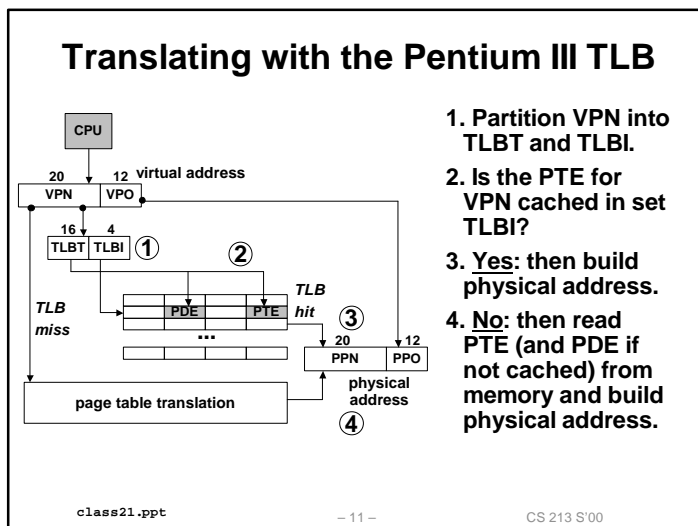 Translating with the Pentium III TLB
CPU
20 12 virtual address
VPN VPO
16 4
TLBT TLBI
1
2
TLB
miss
PDE PTE
...
TLB
hit
3
20 12
PPN PPO
physical
address
4
page table translation
1. Partition VPN into
TLBT and TLBI.
2. Is the PTE for
VPN cached in set
TLBI?
3. Yes: then build
physical address.
4. No: then read
PTE (and PDE if
not cached) from
memory and build
physical address.
class21.ppt
– 11 –
CS 213 S'00